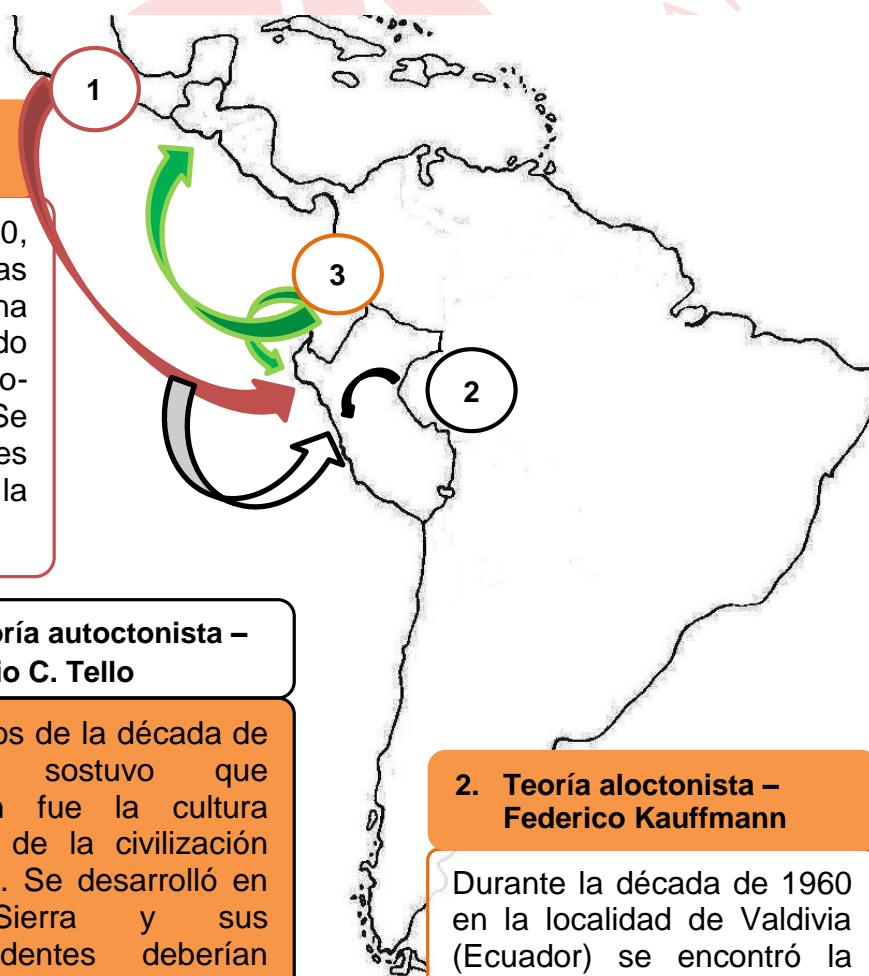 1
3
2
0,
as
na
do
o-
Se
es
la
oría autoctonista –
io C. Tello
os de la década de
sostuvo que
n fue la cultura
de la civilización
. Se desarrolló en
Sierra y sus
dentes deberían
2. Teoría aloctonista –
Federico Kauffmann
Durante la década de 1960
en la localidad de Valdivia
(Ecuador) se encontró la